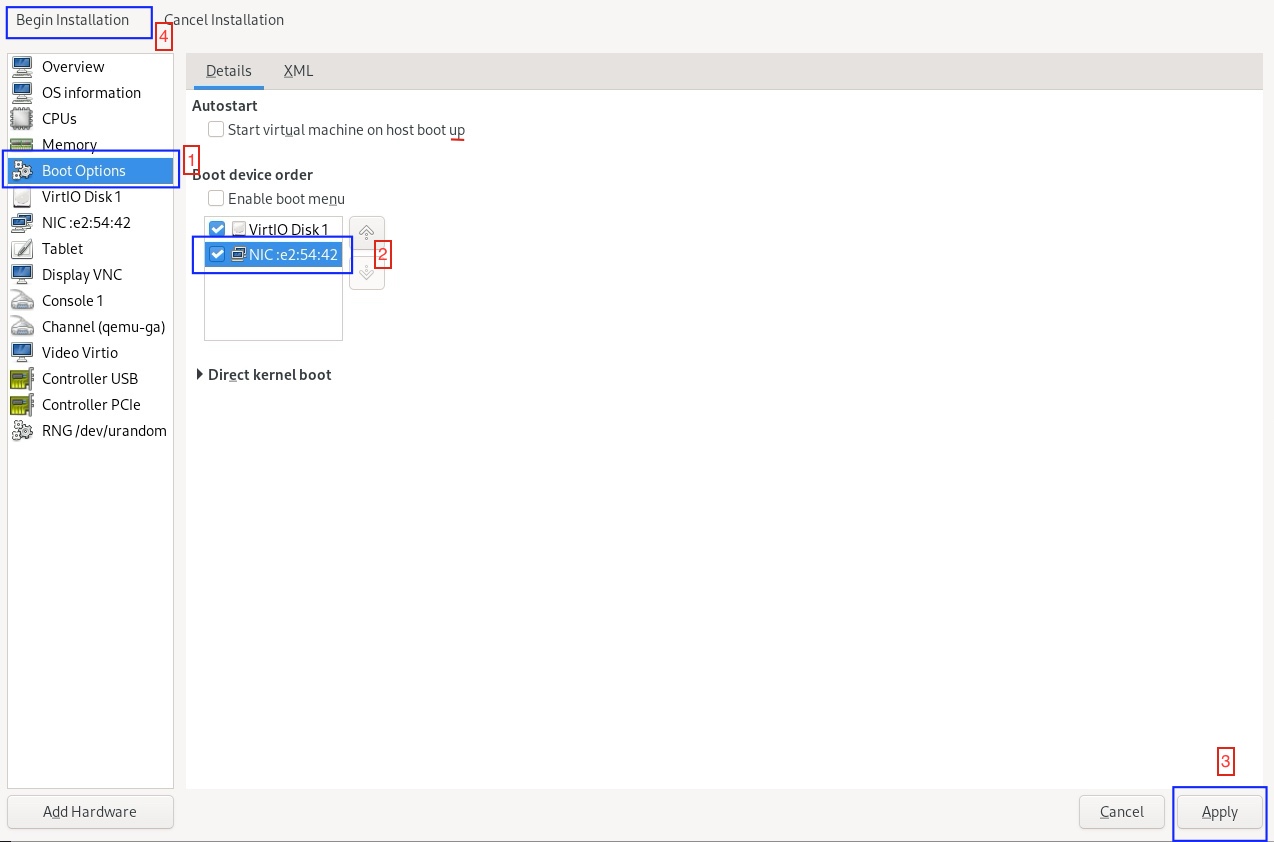 Begin Installation
Cancel Installation
4
Overview
OS information
CPUs
Memory
Boot Options
VirtIO Disk 1
NIC :e2:54:42
Tablet
Display VNC
Console 1
Channel (qemu-ga)
Video Virtio
Controller USB
Controller PCIe
RNG /dev/urandom
Add Hardware
1
Details
XML
Autostart
Start virtual machine on host boot up
Boot device order
Enable boot menu
VirtIO Disk 1
NIC :e2:54:42
2
Direct kernel boot
3
Cancel
Apply